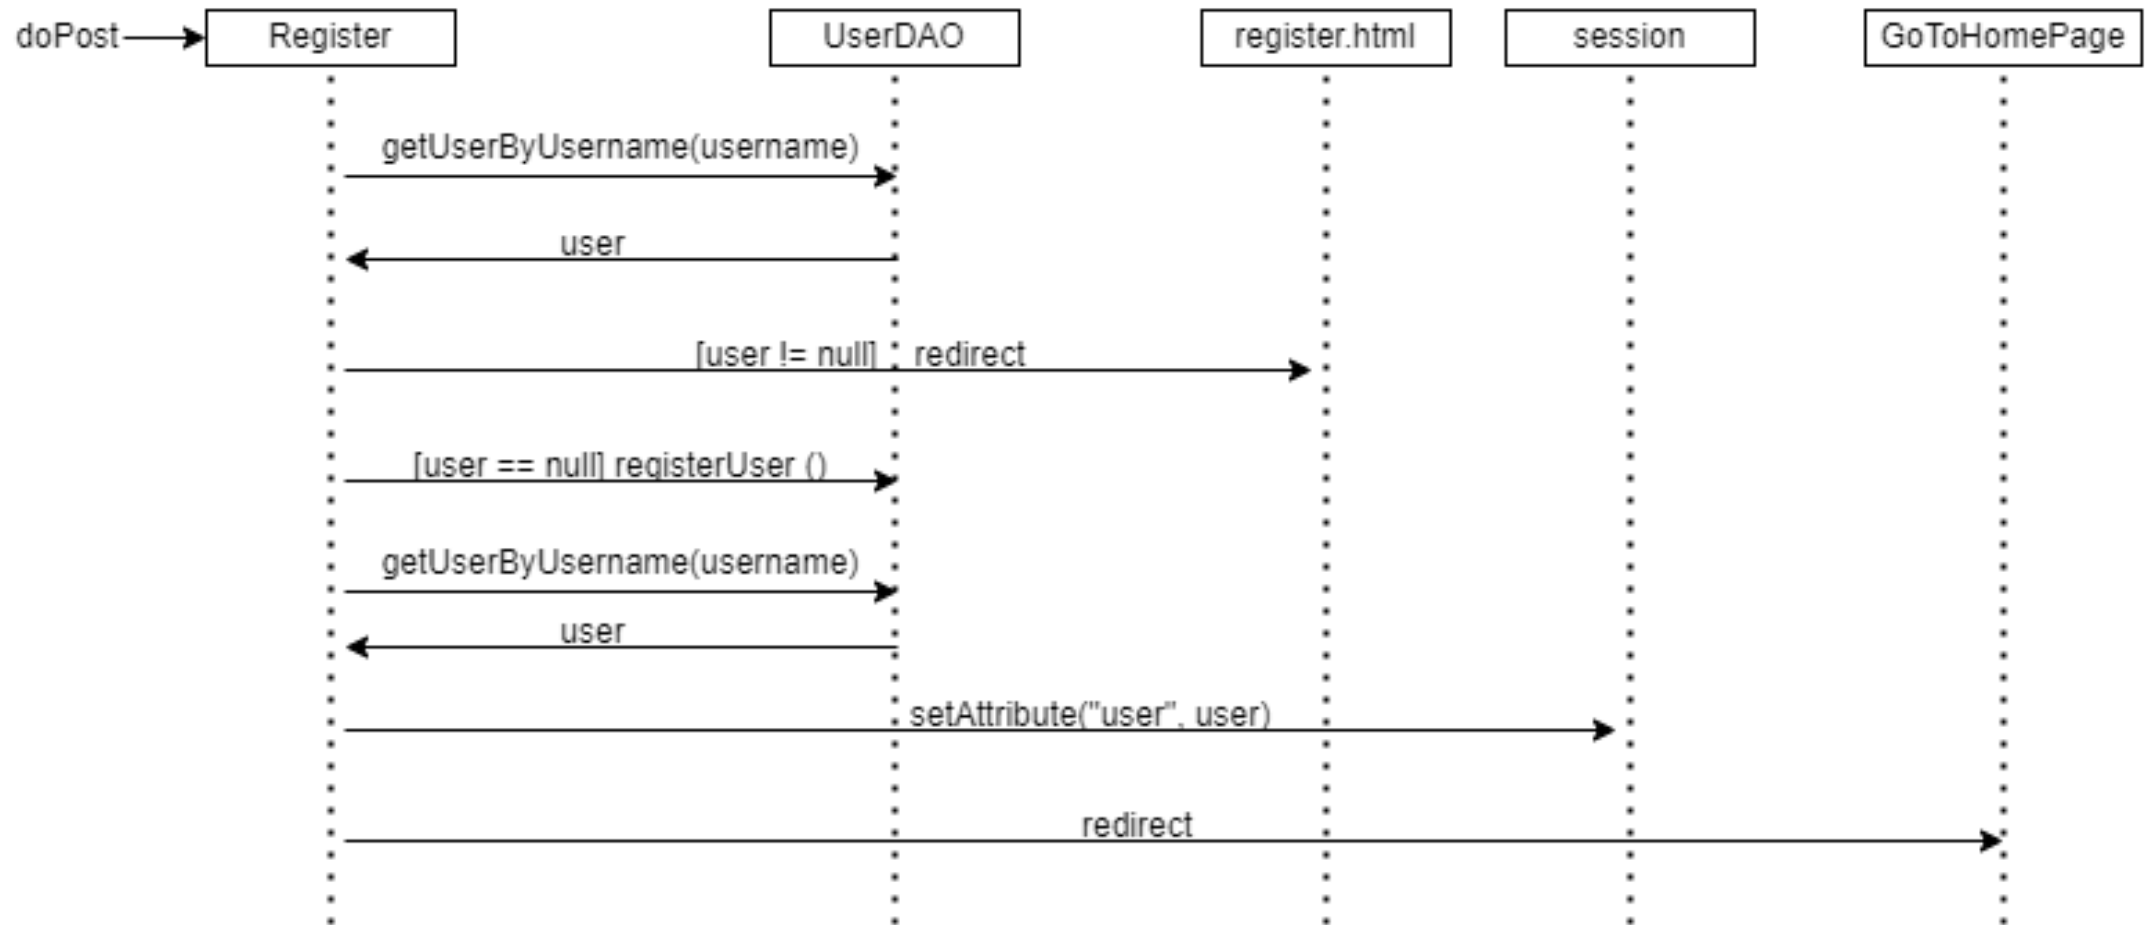 doPost Register UserDAO register.html session GoToHomePage
getUserByUsername(username)
user
[user != null] redirect
[user == null] registerUser ()
getUserByUsername(username)
user
setAttribute("user", user)
redirect